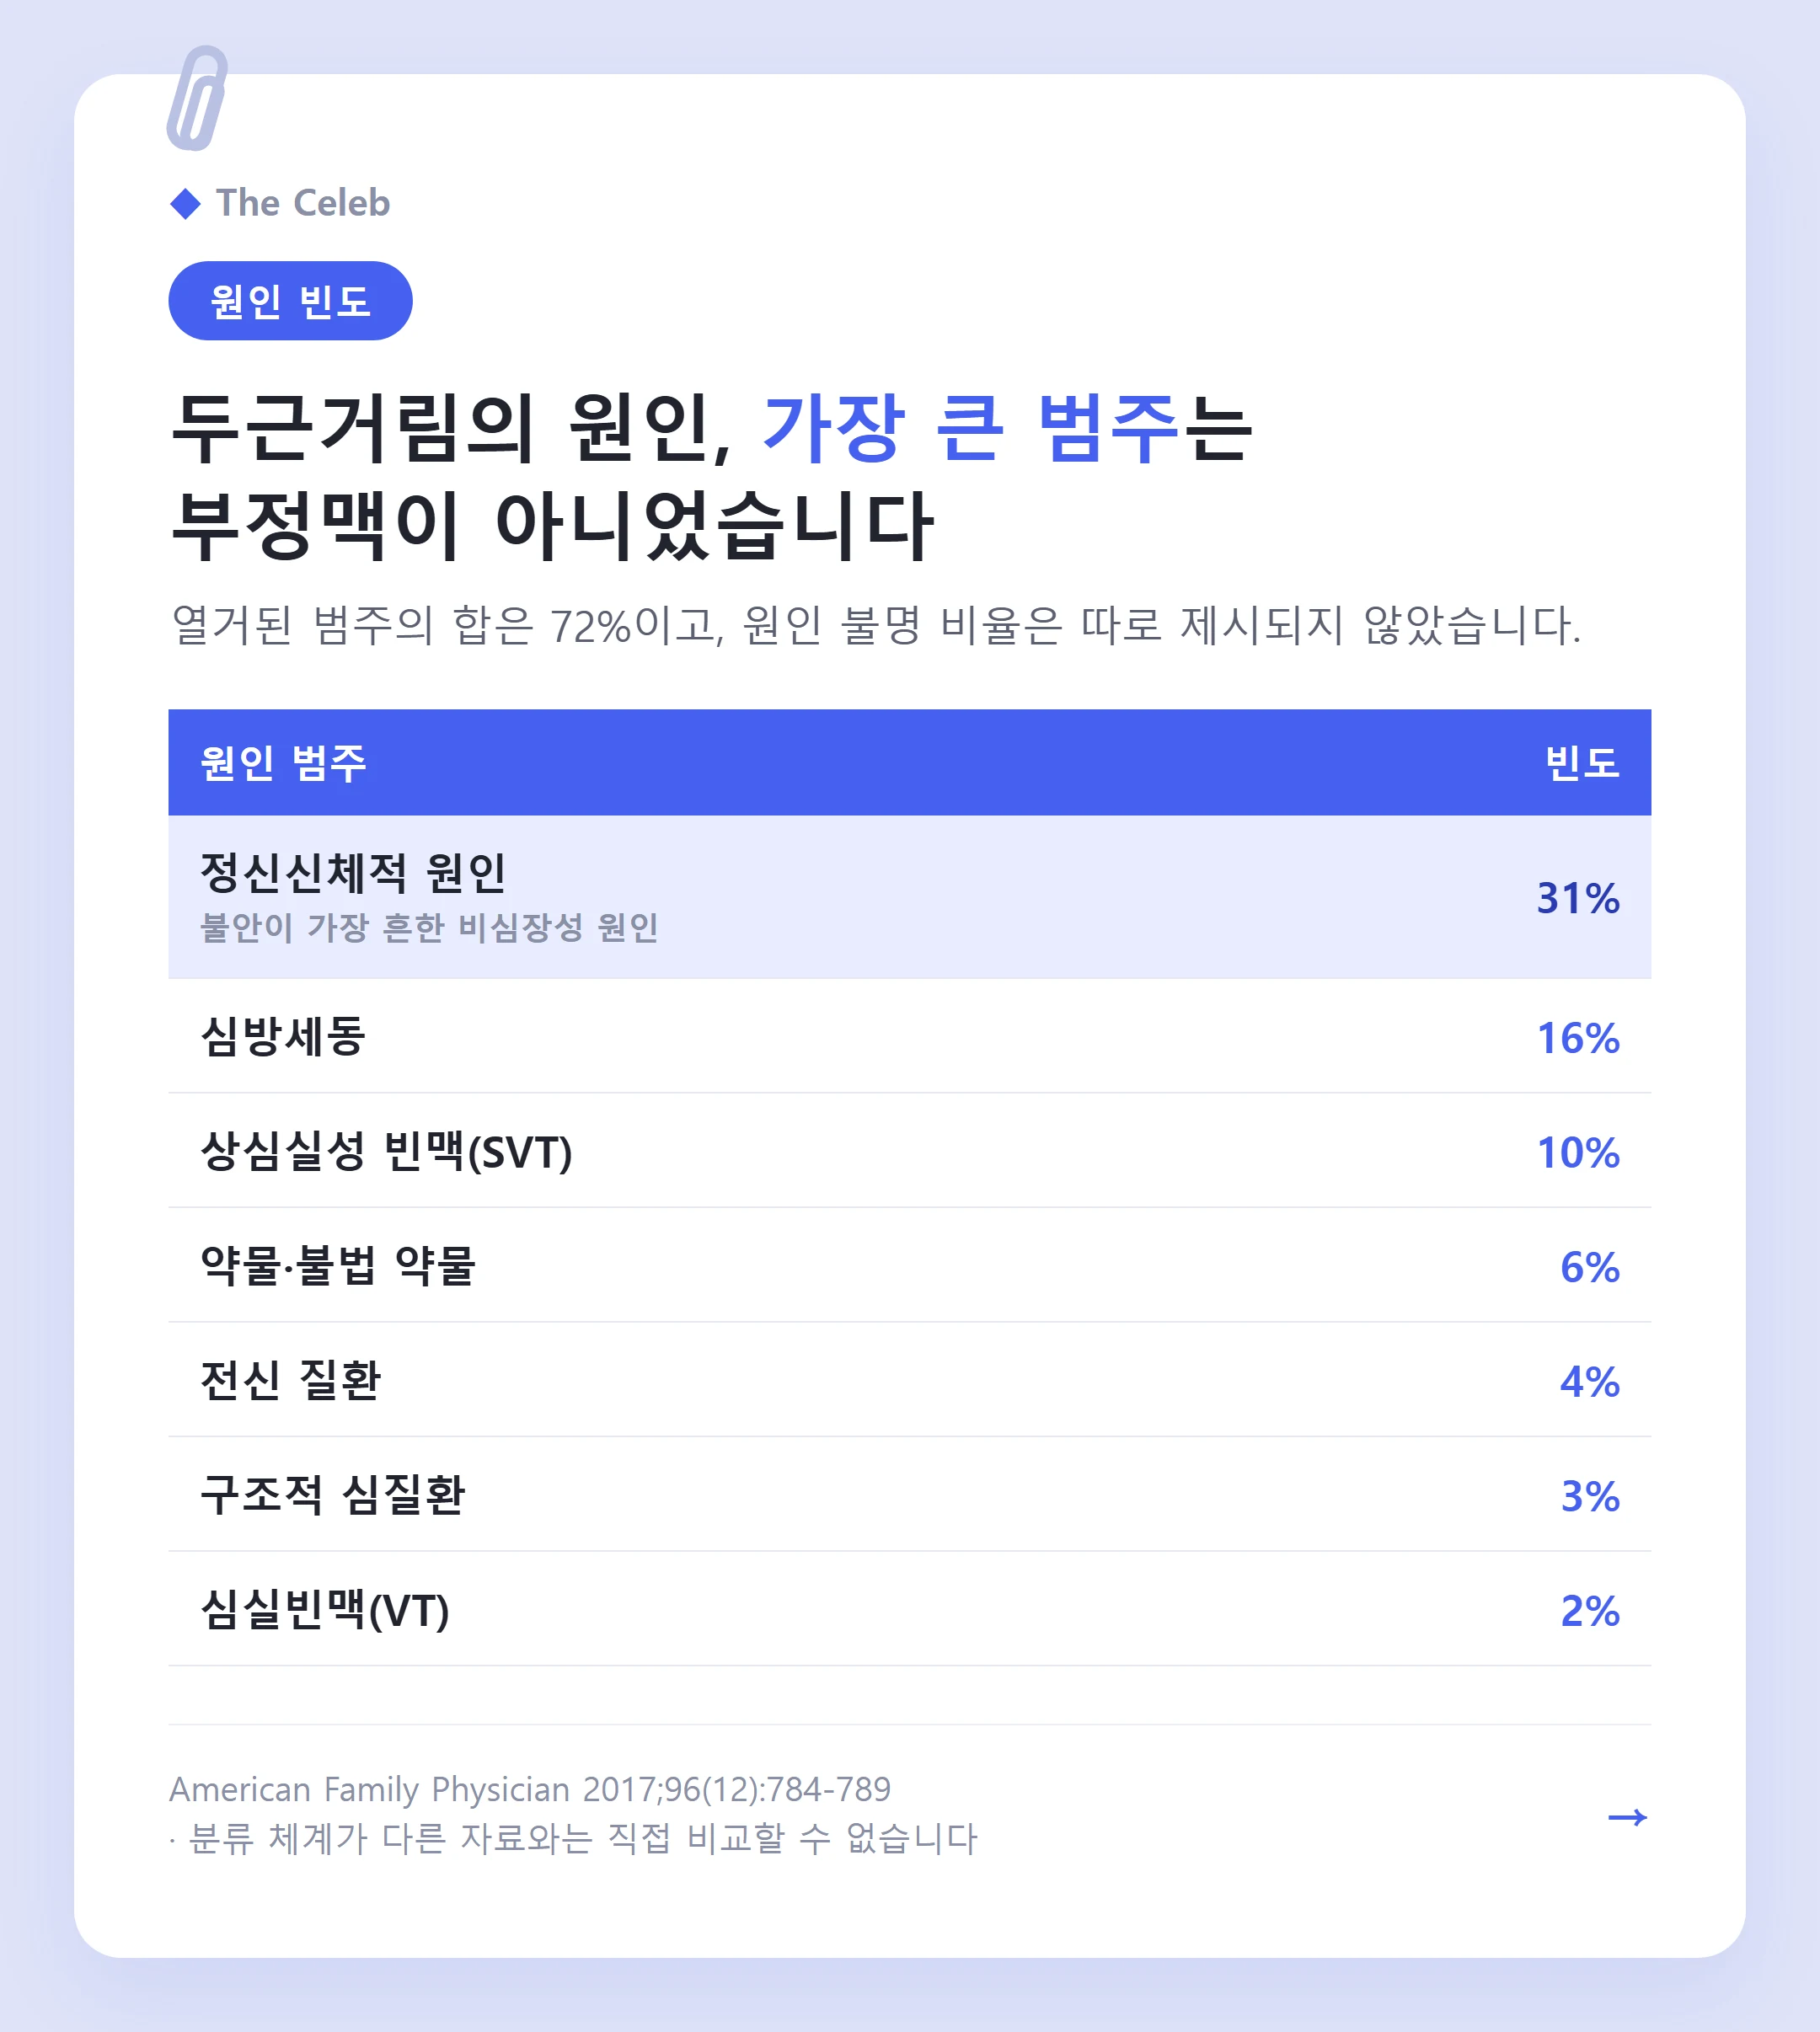 The Celeb
원인 빈도
두근거림의 원인, 가장 큰 범주는
부정맥이 아니었습니다
열거된 범주의 합은 72%이고, 원인 불명 비율은 따로 제시되지 않았습니다.
원인 범주 빈도
정신신체적 원인 31%
불안이 가장 흔한 비심장성 원인
심방세동 16%
상심실성 빈맥(SVT) 10%
약물·불법 약물 6%
전신 질환 4%
구조적 심질환 3%
심실빈맥(VT) 2%
American Family Physician 2017;96(12):784-789
· 분류 체계가 다른 자료와는 직접 비교할 수 없습니다
→